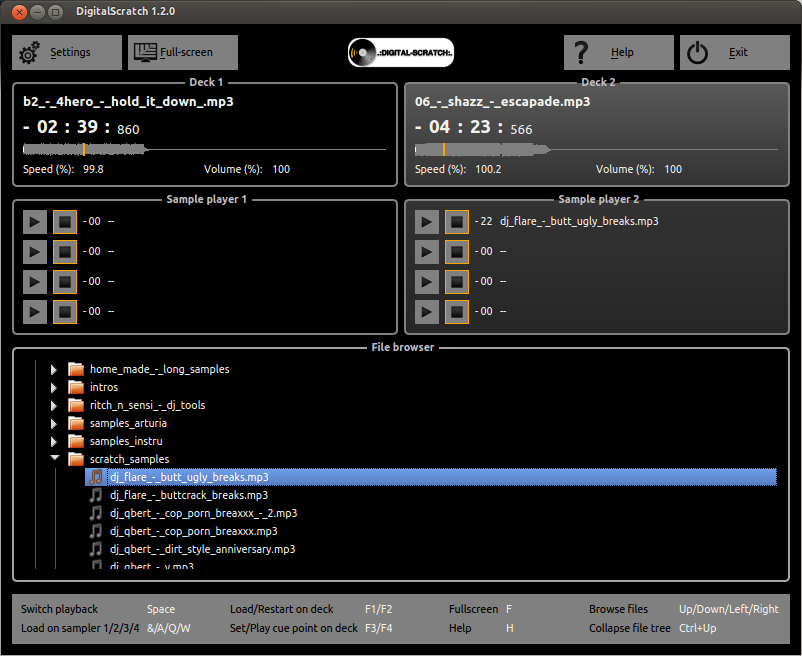 DigitalScratch 1.2.0
Settings Full-screen .:DIGITAL-SCRATCH:. ? Help Exit
Deck 1
b2_-_4hero_-_hold_it_down_.mp3
- 02 : 39 : 860
Speed (%): 99.8 Volume (%): 100
Deck 2
06_-_shazz_-_escapade.mp3
- 04 : 23 : 566
Speed (%): 100.2 Volume (%): 100
Sample player 1
- 00 --
- 00 --
- 00 --
- 00 --
Sample player 2
- 22 dj_flare_-_butt_ugly_breaks.mp3
- 00 --
- 00 --
- 00 --
File browser
home_made_-_long_samples
intros
ritch_n_sensi_-_dj_tools
samples_arturia
samples_instru
scratch_samples
dj_flare_-_butt_ugly_breaks.mp3
dj_flare_-_buttcrack_breaks.mp3
dj_qbert_-_cop_porn_breaxxx_-_2.mp3
dj_qbert_-_cop_porn_breaxxx.mp3
dj_qbert_-_dirt_style_anniversary.mp3
dj_qbert_-_v.mp3
Switch playback Space Load/Restart on deck F1/F2 Fullscreen F Browse files Up/Down/Left/Right
Load on sampler 1/2/3/4 &/A/Q/W Set/Play cue point on deck F3/F4 Help H Collapse file tree Ctrl+Up